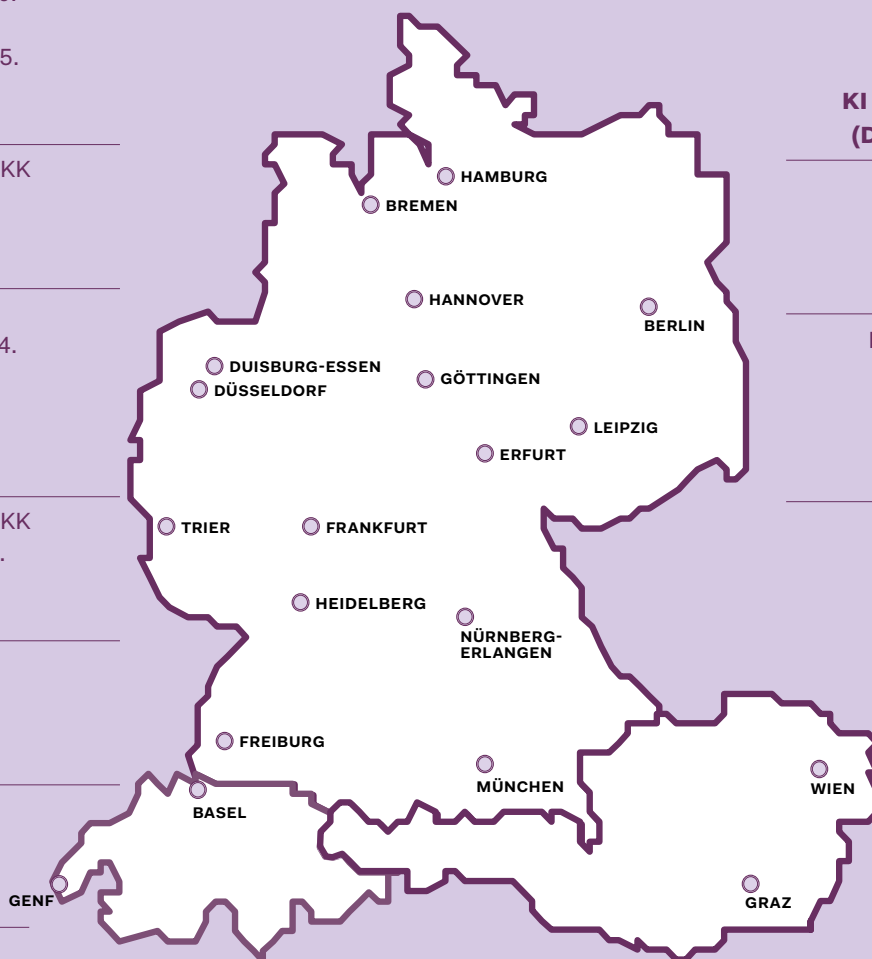 5.
KK
4.
KK
.
KI
(D
HAMBURG
BREMEN
HANNOVER
BERLIN
DUISBURG-ESSEN
DÜSSELDORF
GÖTTINGEN
LEIPZIG
ERFURT
TRIER
FRANKFURT
HEIDELBERG
NÜRNBERG-
ERLANGEN
FREIBURG
MÜNCHEN
WIEN
BASEL
GENF
GRAZ